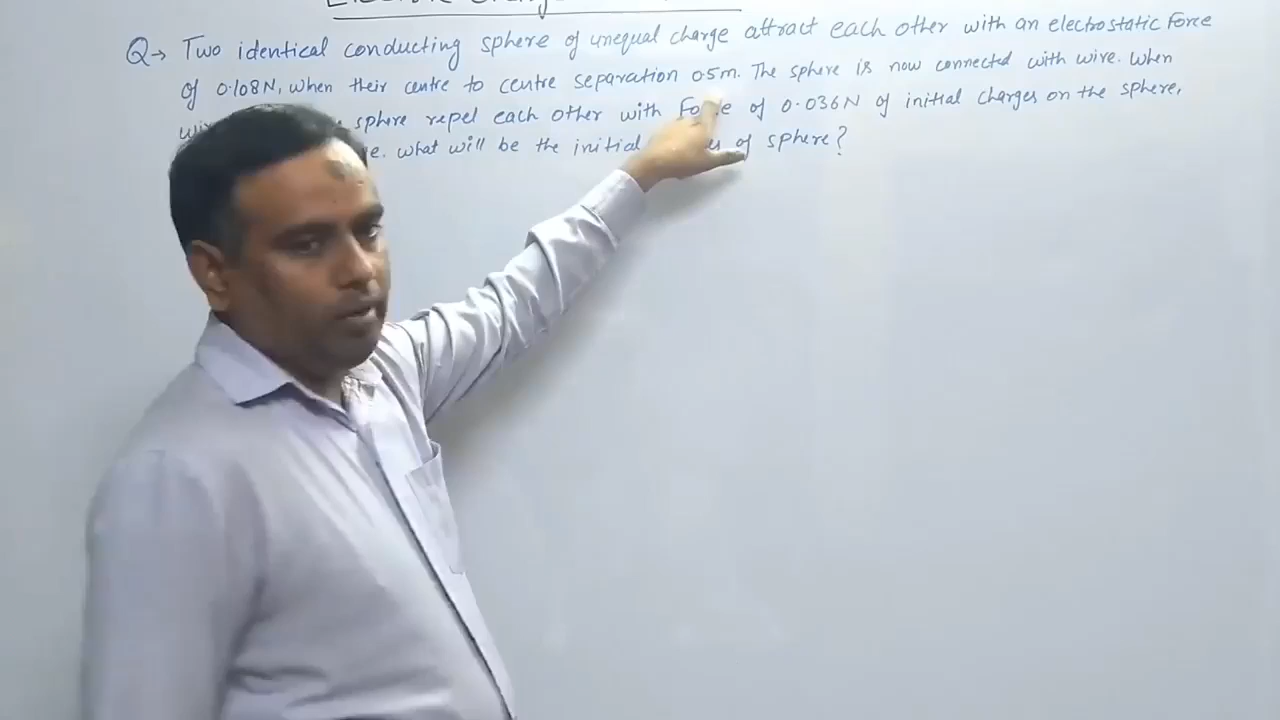 Q→ Two identical conducting sphere of unequal charge attract each other with an electrostatic Force
of 0.108N, when their centre to centre separation 0.5m. The sphere is now connected with wire. When
sphere repel each other with of 0.036N of initial charges on the sphere,
what will be the initial of sphere?